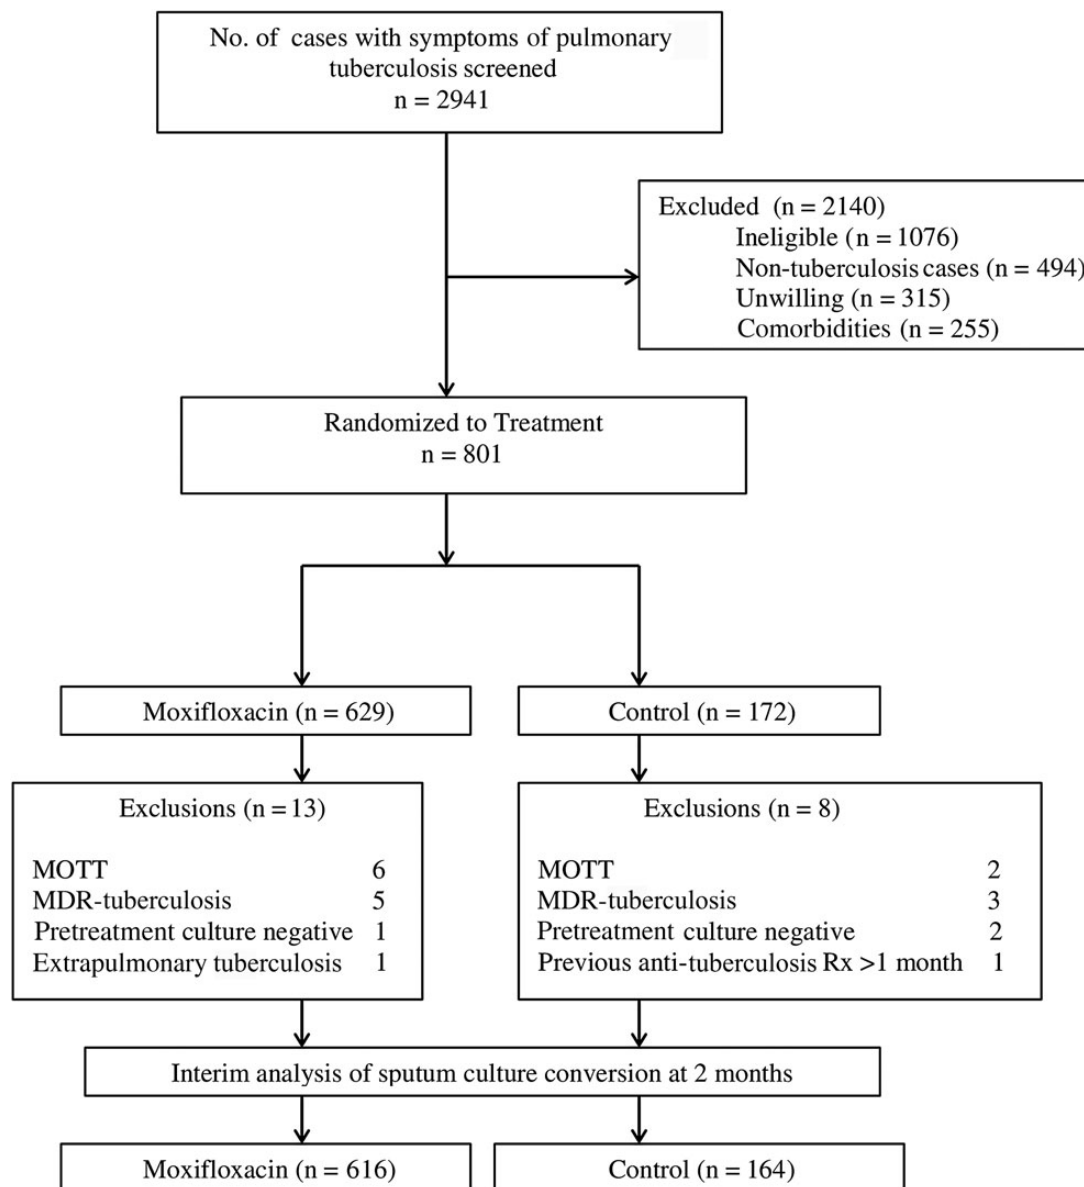 No. of cases with symptoms of pulmonary
tuberculosis screened
n = 2941
Excluded (n = 2140)
Ineligible (n = 1076)
Non-tuberculosis cases (n = 494)
Unwilling (n = 315)
Comorbidities (n = 255)
Randomized to Treatment
n = 801
Moxifloxacin (n = 629)
Control (n = 172)
Exclusions (n = 13)
MOTT 6
MDR-tuberculosis 5
Pretreatment culture negative 1
Extrapulmonary tuberculosis 1
Exclusions (n = 8)
MOTT 2
MDR-tuberculosis 3
Pretreatment culture negative 2
Previous anti-tuberculosis Rx >1 month 1
Interim analysis of sputum culture conversion at 2 months
Moxifloxacin (n = 616)
Control (n = 164)